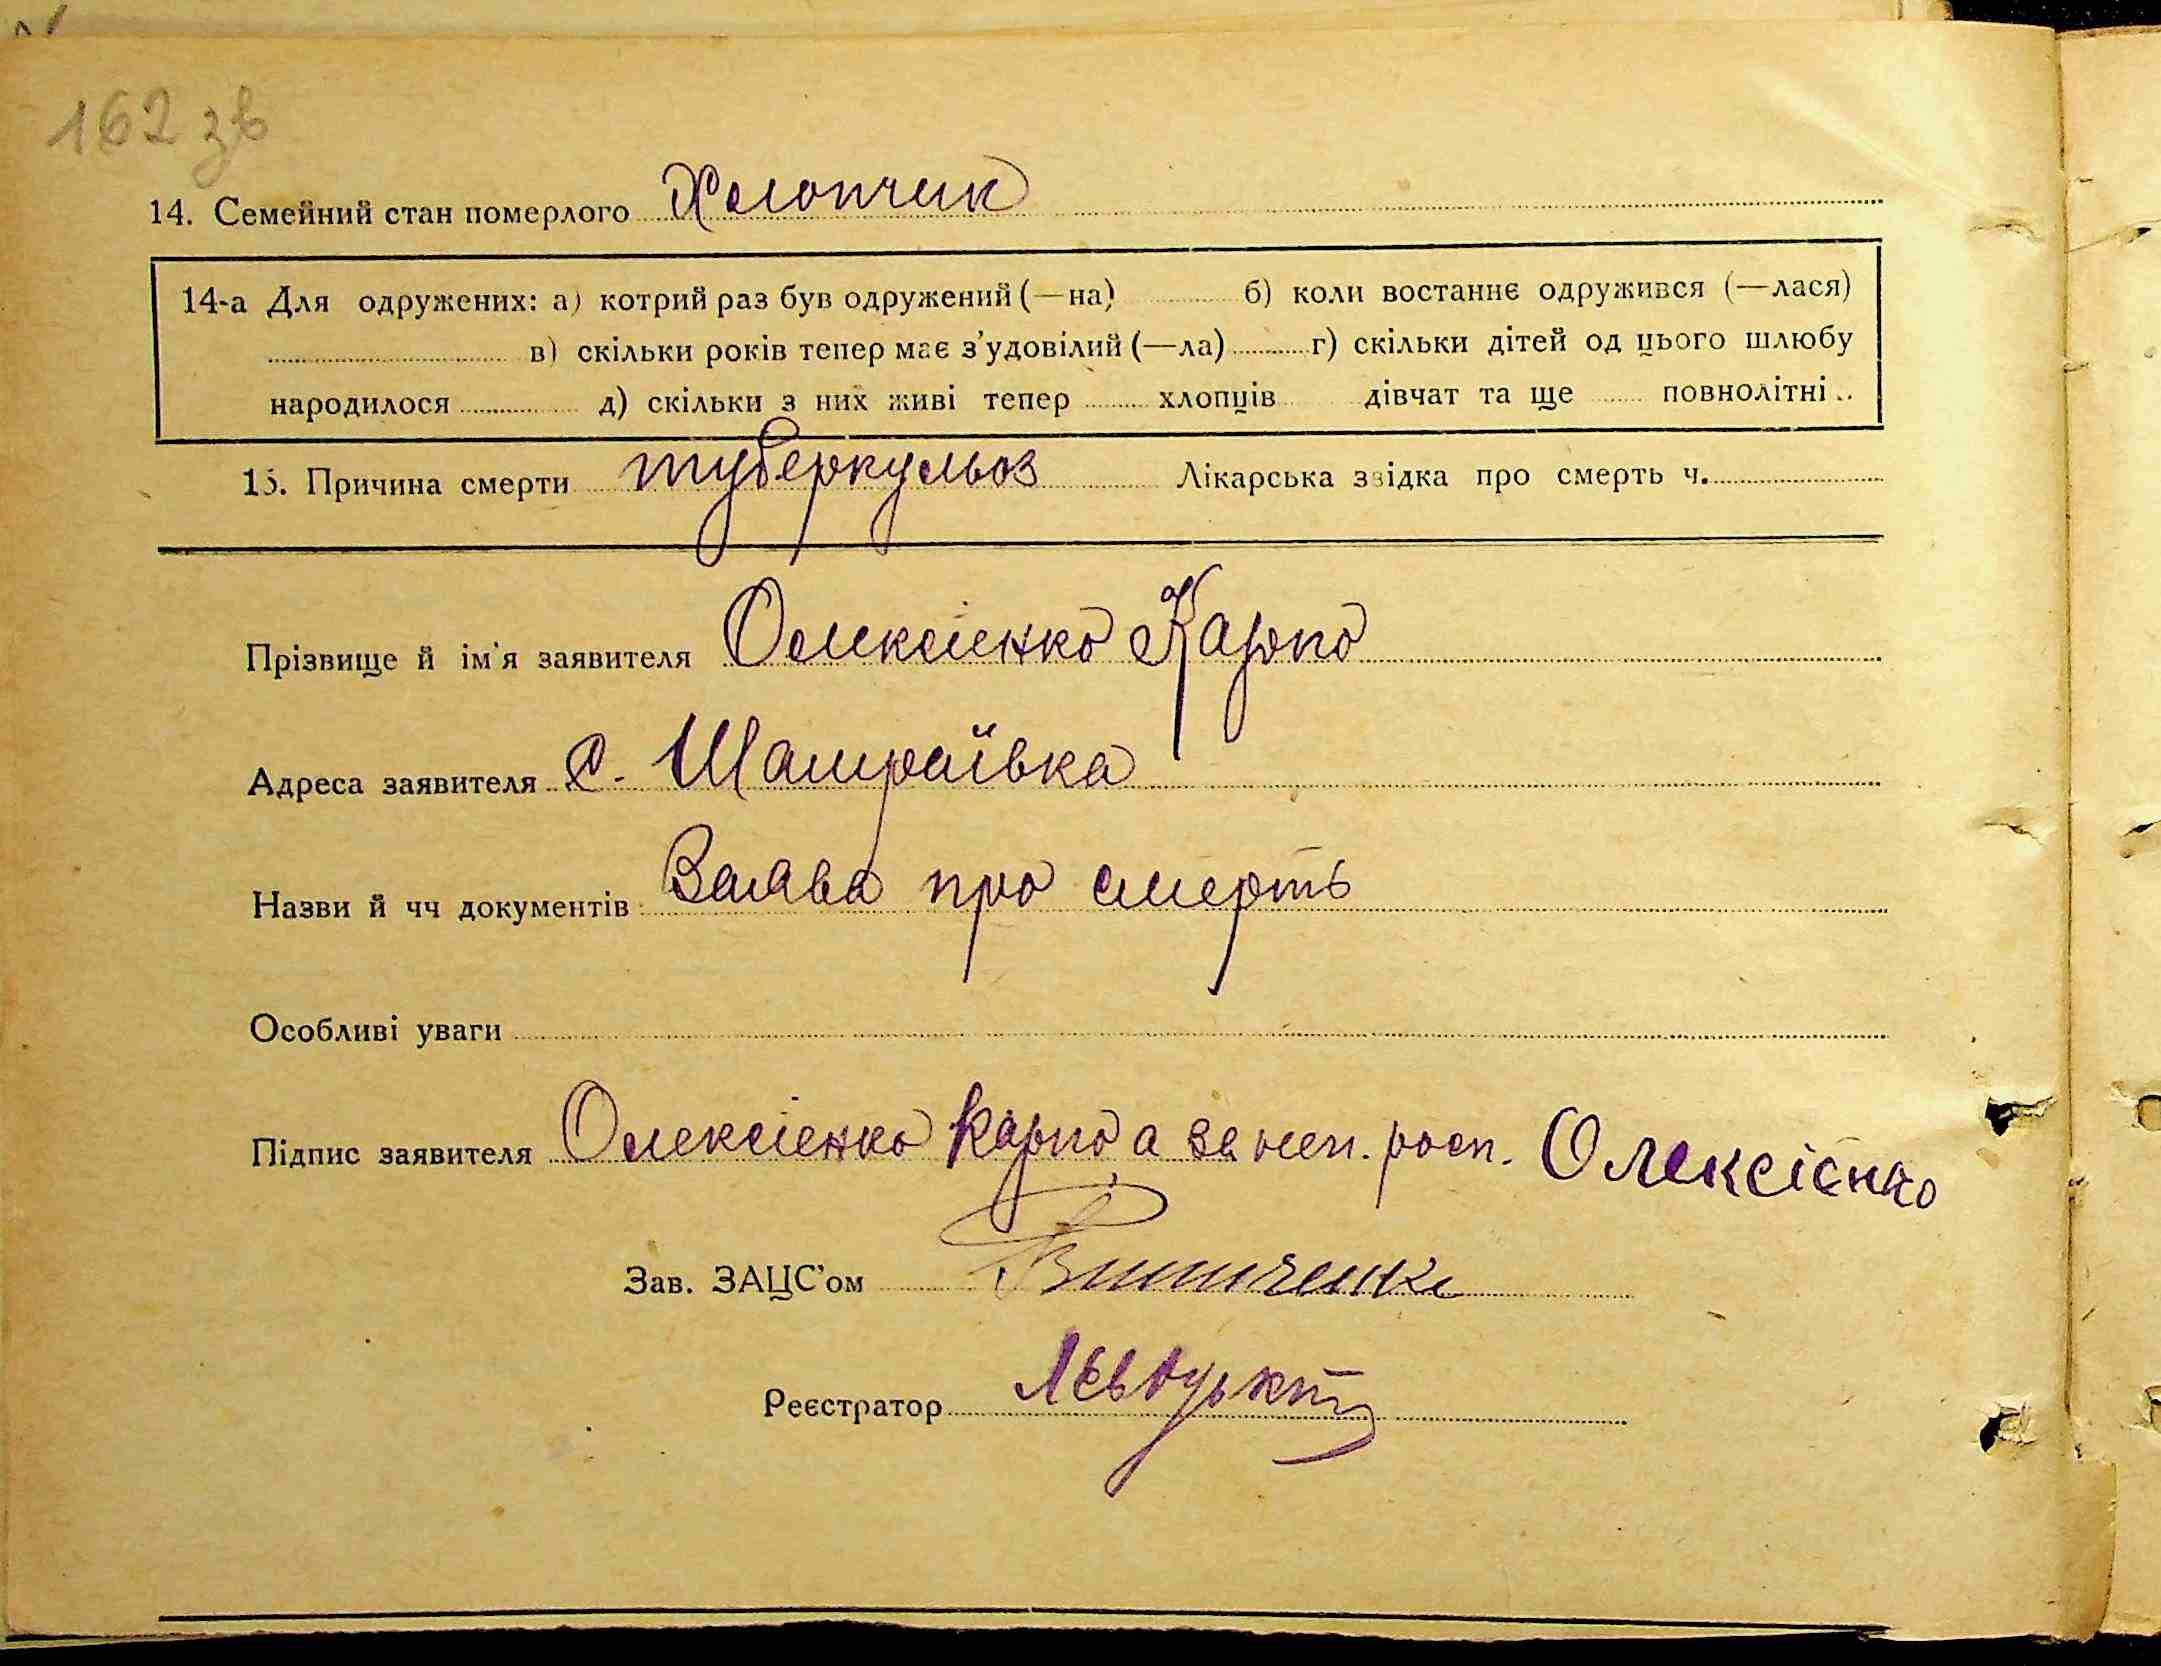 162 зв
14. Семейний стан померлого Хлопчик
14-а Для одружених: а) котрий раз був одружений (—на) б) коли востаннє одружився (—лася)
в) скільки років тепер має з'удовілий (—ла) г) скільки дітей од цього шлюбу
народилося д) скільки з них живі тепер хлопців дівчат та ще повнолітні
15. Причина смерти туберкульоз Лікарська звідка про смерть ч.
Прізвище й ім'я заявителя Олексієнко Карпо
Адреса заявителя с. Шамраївка
Назви й чч документів Заява про смерть
Особливі уваги
Підпис заявителя Олексієнко Карпо а за неп. росп. Олексієнко
Зав. ЗАЦС'ом
Реєстратор